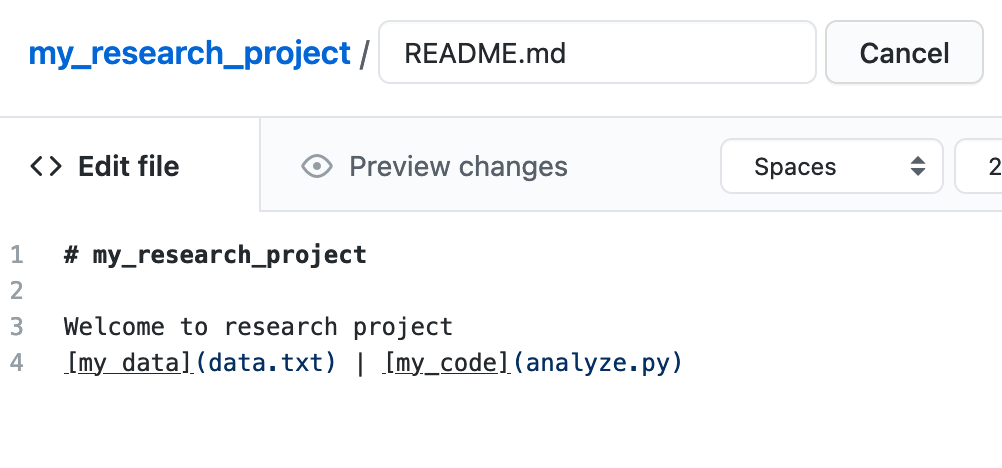 my_research_project / README.md Cancel
Edit file Preview changes Spaces 2
1 # my_research_project
2
3 Welcome to research project
4 [my_data](data.txt) | [my_code](analyze.py)